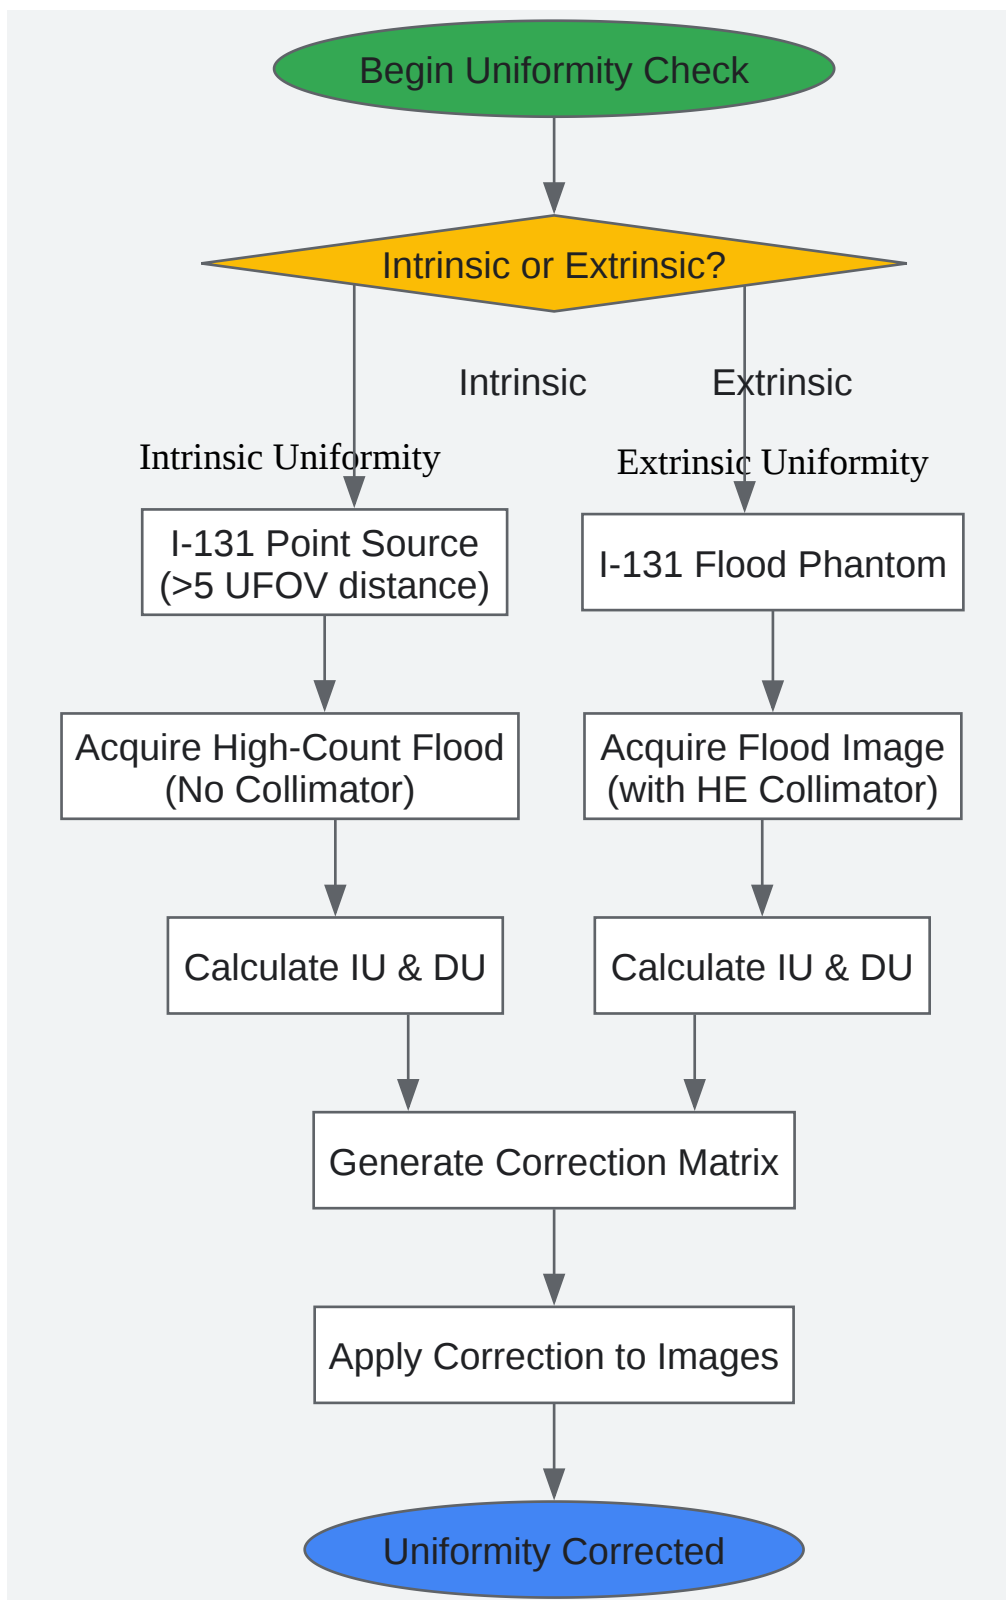 Begin Uniformity Check
Intrinsic or Extrinsic?
Intrinsic
Extrinsic
Intrinsic Uniformity
Extrinsic Uniformity
I-131 Point Source
(>5 UFOV distance)
I-131 Flood Phantom
Acquire High-Count Flood
(No Collimator)
Acquire Flood Image
(with HE Collimator)
Calculate IU & DU
Calculate IU & DU
Generate Correction Matrix
Apply Correction to Images
Uniformity Corrected